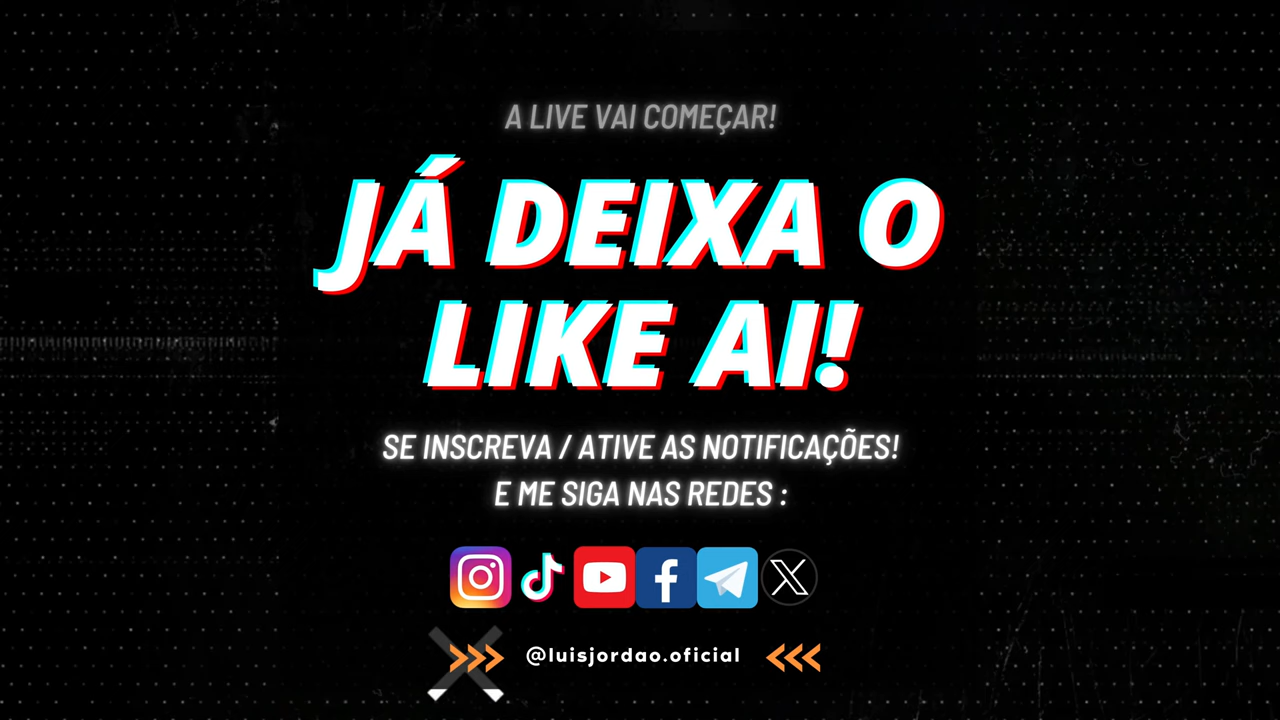 A LIVE VAI COMEÇAR!
JÁ DEIXA O
LIKE AI!
SE INSCREVA / ATIVE AS NOTIFICAÇÕES!
E ME SIGA NAS REDES :
@luisjordao.oficial